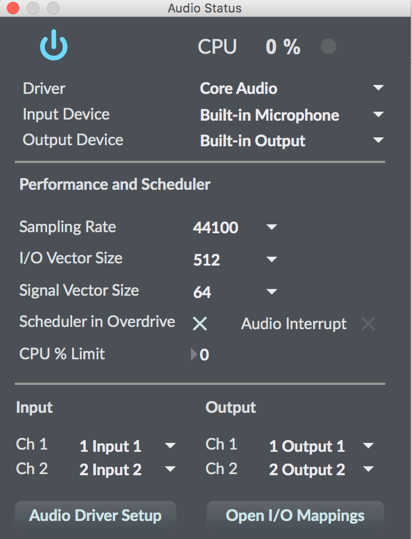 Audio Status
CPU 0 %
Driver Core Audio
Input Device Built-in Microphone
Output Device Built-in Output
Performance and Scheduler
Sampling Rate 44100
I/O Vector Size 512
Signal Vector Size 64
Scheduler in Overdrive Audio Interrupt
CPU % Limit 0
Input Output
Ch 1 1 Input 1 Ch 1 1 Output 1
Ch 2 2 Input 2 Ch 2 2 Output 2
Audio Driver Setup Open I/O Mappings